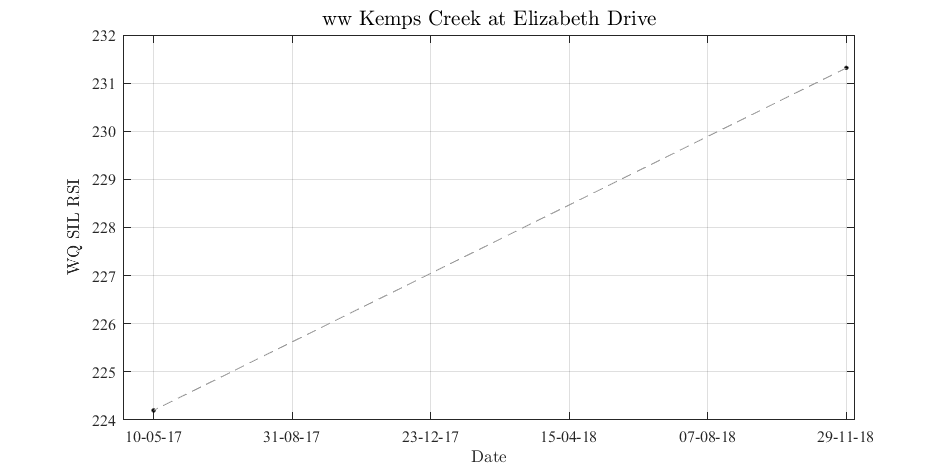 ww Kemps Creek at Elizabeth Drive
232
231
230
229
228
227
226
225
224
WQ SIL RSI
10-05-17 31-08-17 23-12-17 15-04-18 07-08-18 29-11-18
Date